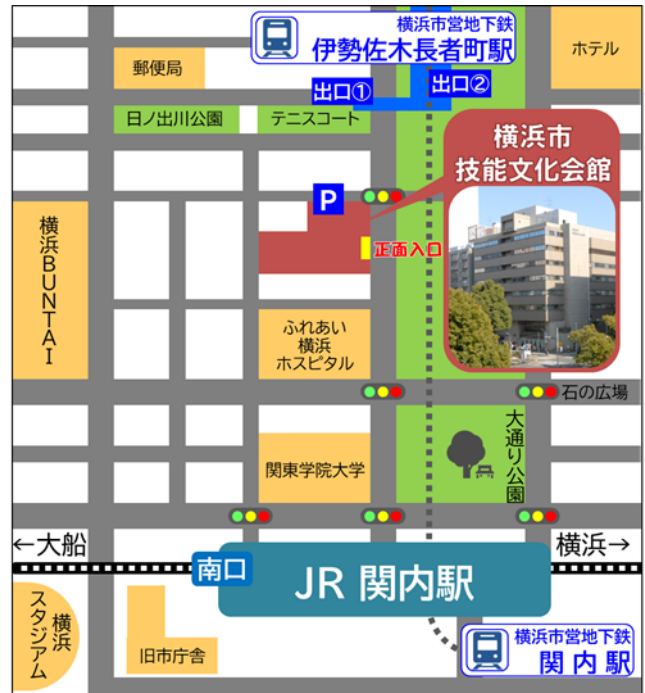 横浜市営地下鉄
伊勢佐木長者町駅
ホテル
郵便局
出口①
出口②
日ノ出川公園
テニスコート
横浜市
技能文化会館
P
正面入口
横浜BUNTAI
ふれあい
横浜
ホスピタル
石の広場
大通り公園
関東学院大学
←大船
横浜→
南口
JR 関内駅
横浜
スタジアム
旧市庁舎
横浜市営地下鉄
関内駅